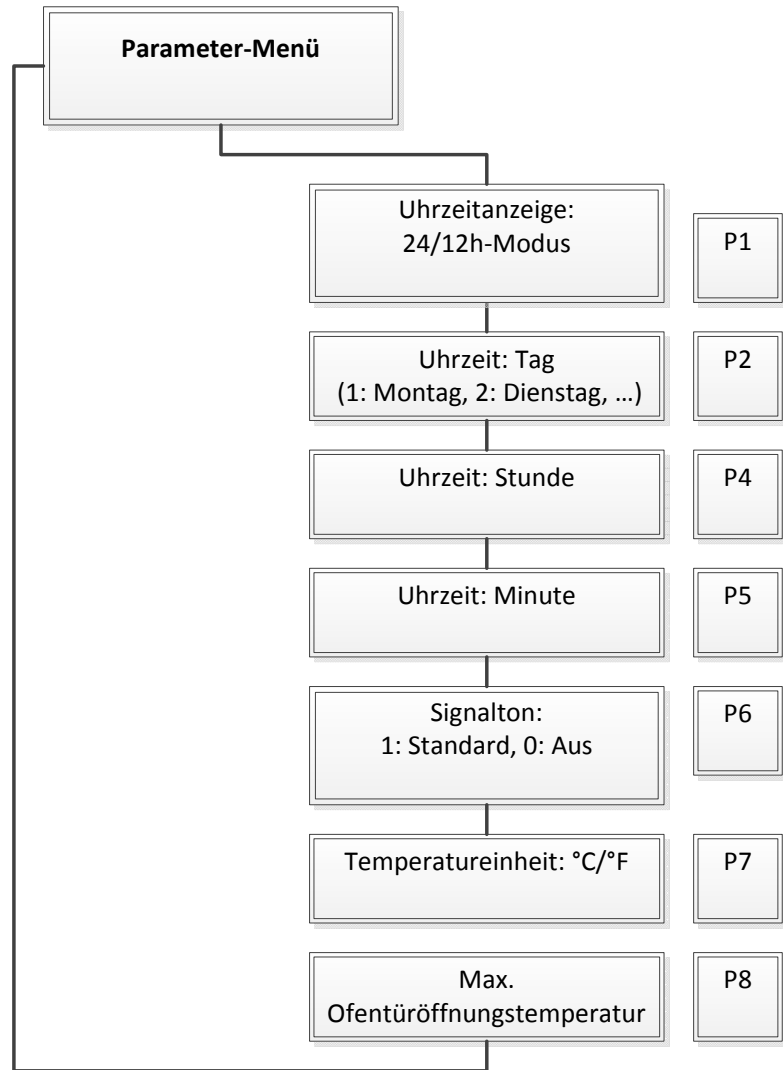 Parameter-Menü
Uhrzeitanzeige:
24/12h-Modus
P1
Uhrzeit: Tag
(1: Montag, 2: Dienstag, …)
P2
Uhrzeit: Stunde
P4
Uhrzeit: Minute
P5
Signalton:
1: Standard, 0: Aus
P6
Temperatureinheit: °C/°F
P7
Max.
Ofentüröffnungstemperatur
P8